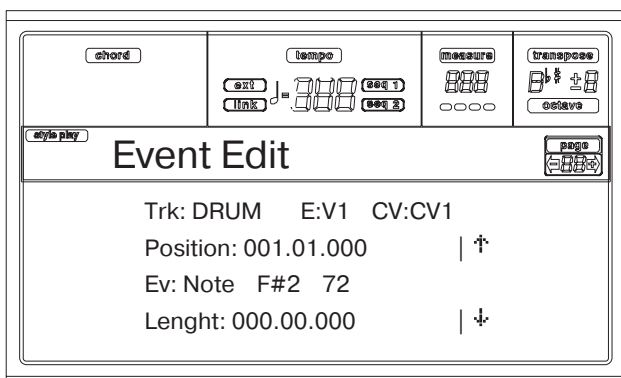 chord tempo measure transpose
ext seq 1
link seq 2
octave
style play
Event Edit
page
Trk: DRUM E:V1 CV:CV1
Position: 001.01.000
Ev: Note F#2 72
Lenght: 000.00.000